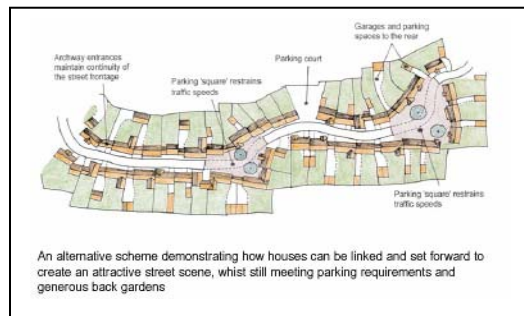 Garages and parking
spaces to the rear
Archway entrances
maintain continuity of
the street frontage
Parking court
Parking 'square' restrains
traffic speeds
Parking 'square' restrains
traffic speeds
An alternative scheme demonstrating how houses can be linked and set forward to
create an attractive street scene, whist still meeting parking requirements and
generous back gardens